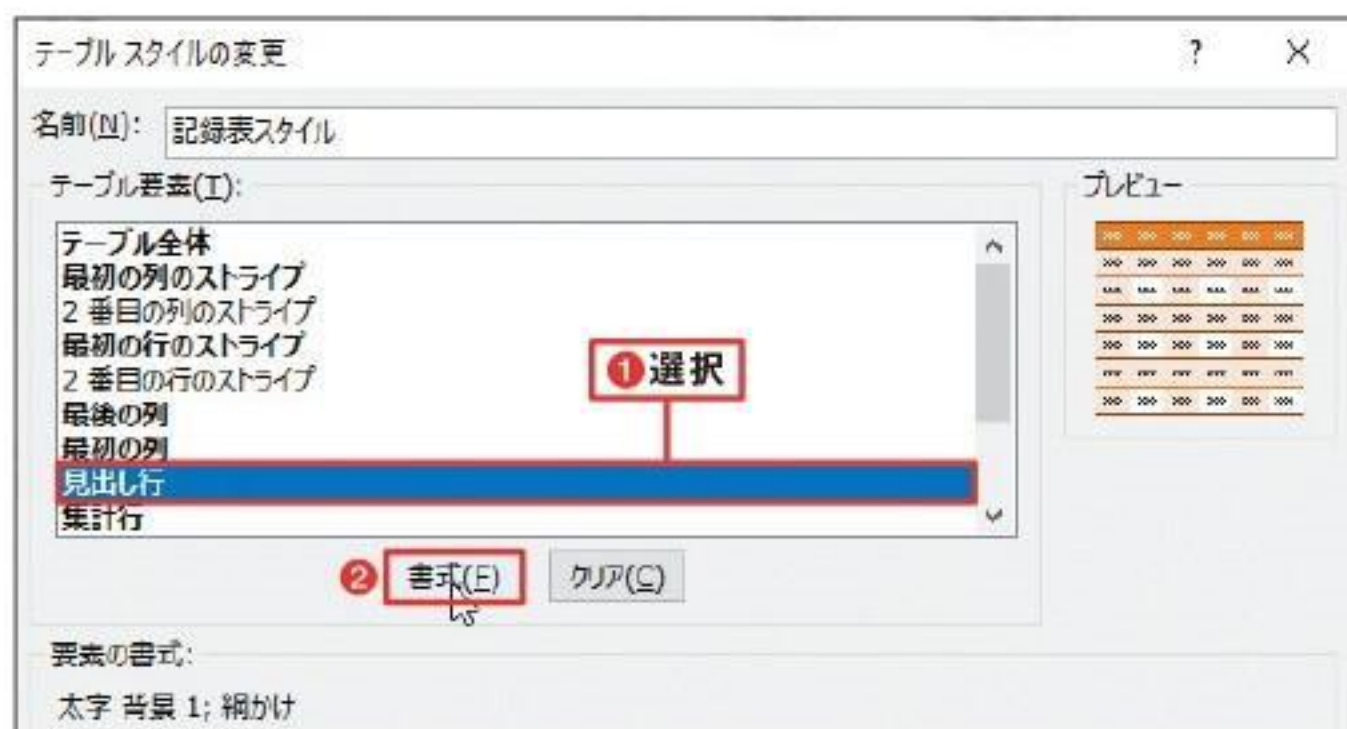 テーブル スタイルの変更 ? ×
名前(N): 記録表スタイル
テーブル要素(T):
プレビュー
テーブル全体
最初の列のストライプ
2 番目の列のストライプ
最初の行のストライプ
2 番目の行のストライプ
最後の列
最初の列
見出し行
集計行
❶選択
❷ 書式(F) クリア(C)
要素の書式:
太字 背景 1; 網かけ